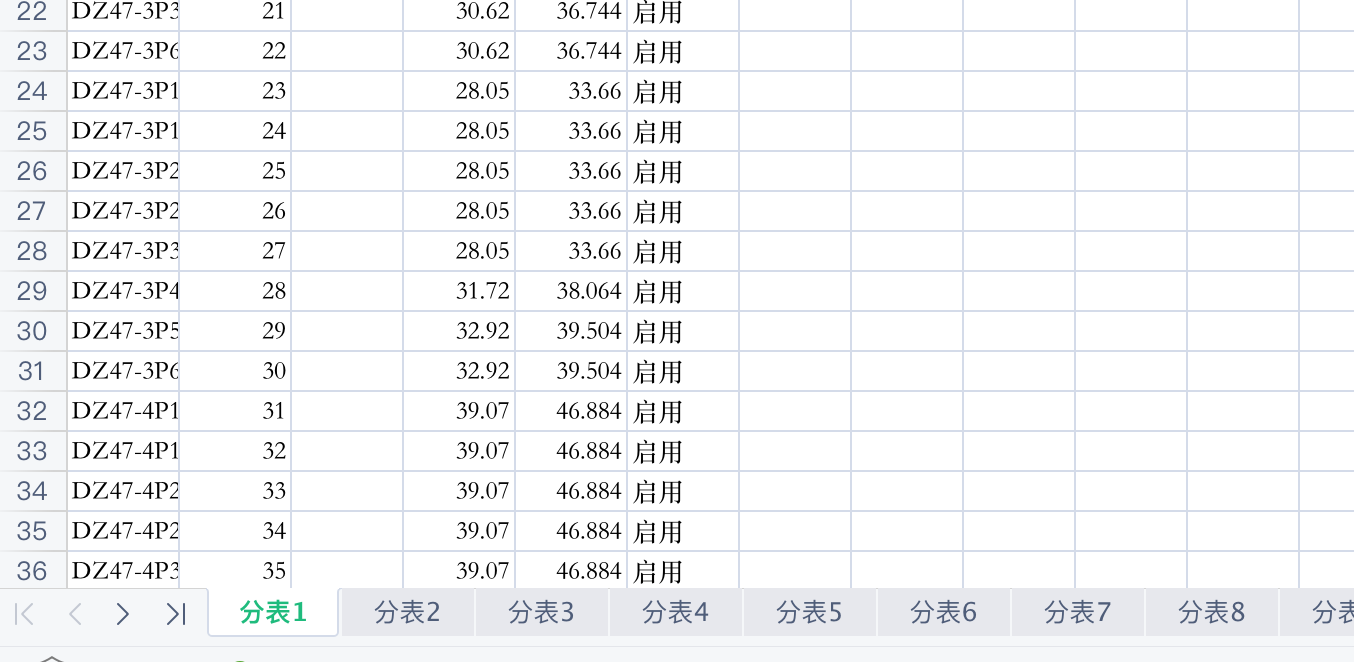 22 DZ47-3P3 21 30.62 36.744 启用
23 DZ47-3P6 22 30.62 36.744 启用
24 DZ47-3P1 23 28.05 33.66 启用
25 DZ47-3P1 24 28.05 33.66 启用
26 DZ47-3P2 25 28.05 33.66 启用
27 DZ47-3P2 26 28.05 33.66 启用
28 DZ47-3P3 27 28.05 33.66 启用
29 DZ47-3P4 28 31.72 38.064 启用
30 DZ47-3P5 29 32.92 39.504 启用
31 DZ47-3P6 30 32.92 39.504 启用
32 DZ47-4P1 31 39.07 46.884 启用
33 DZ47-4P1 32 39.07 46.884 启用
34 DZ47-4P2 33 39.07 46.884 启用
35 DZ47-4P2 34 39.07 46.884 启用
36 DZ47-4P3 35 39.07 46.884 启用
分表1 分表2 分表3 分表4 分表5 分表6 分表7 分表8 分表